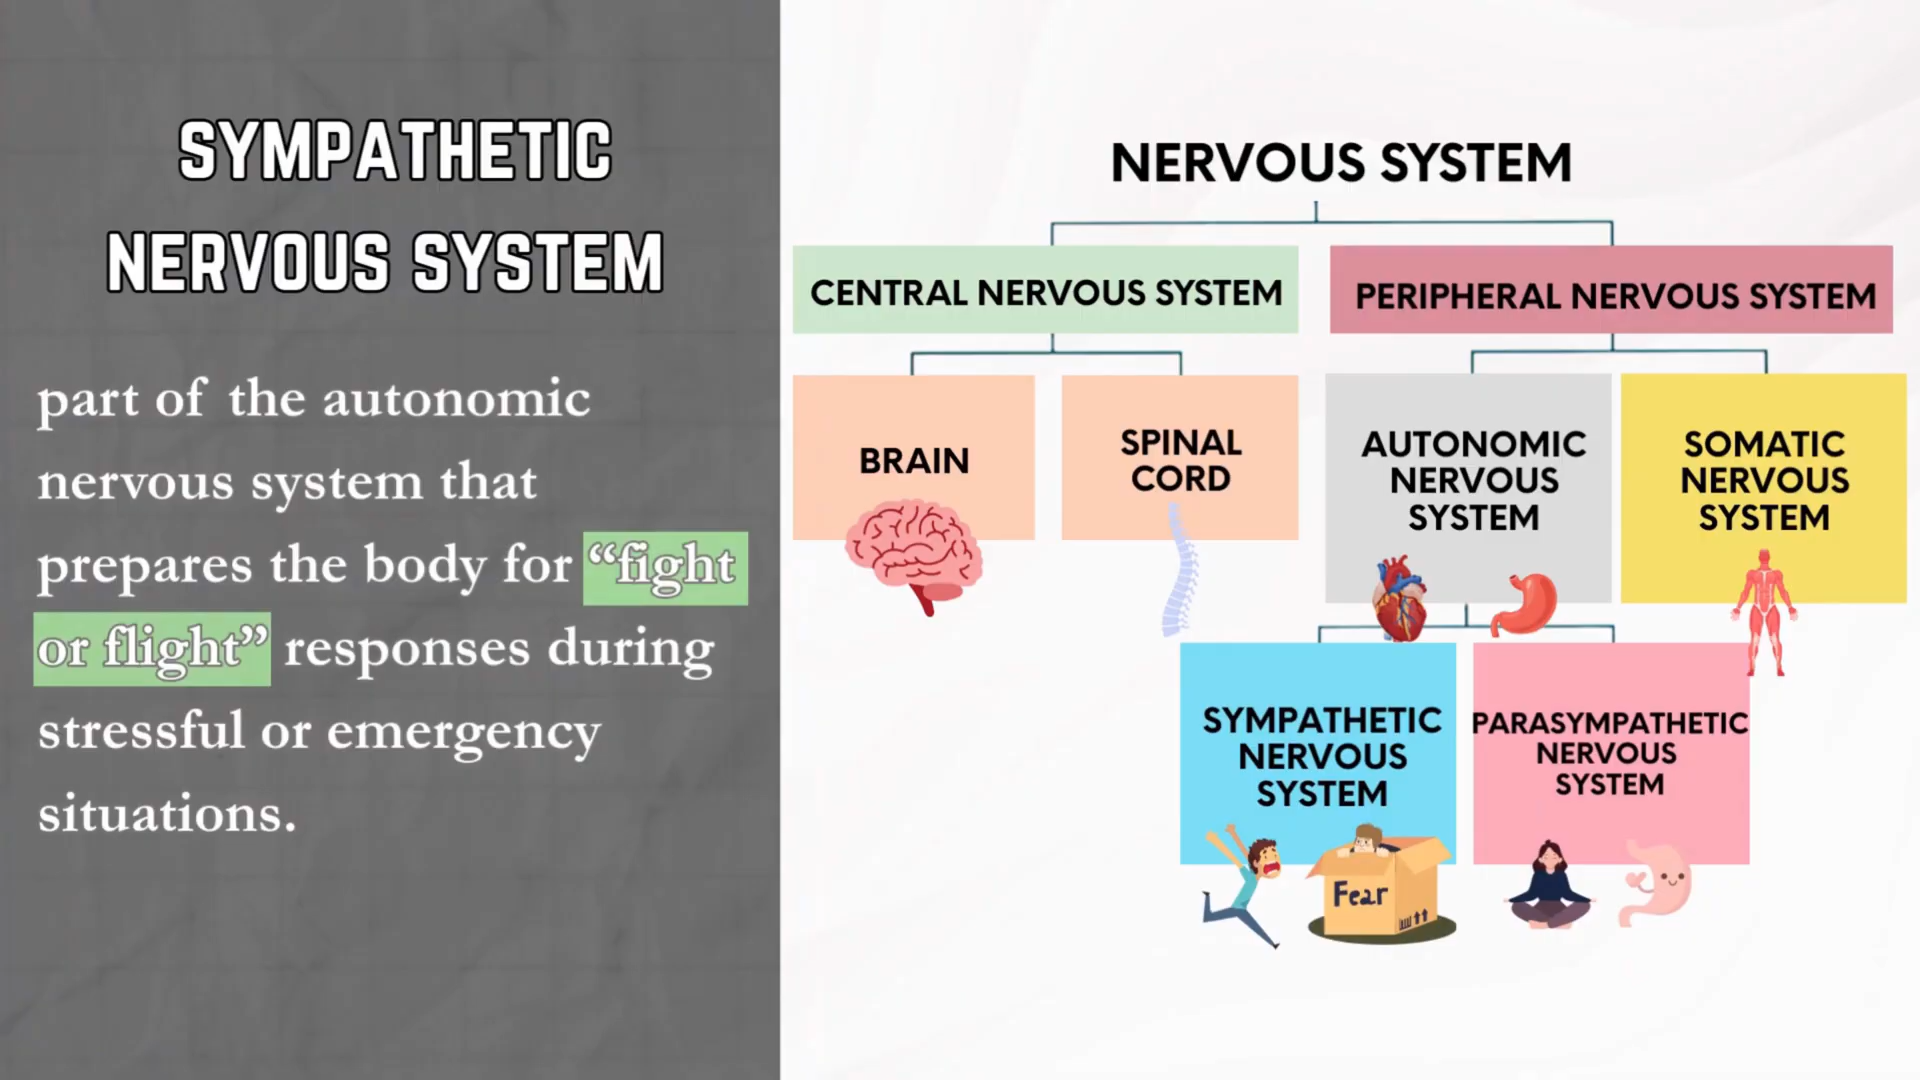 SYMPATHETIC
NERVOUS SYSTEM
part of the autonomic
nervous system that
prepares the body for “fight
or flight” responses during
stressful or emergency
situations.
NERVOUS SYSTEM
CENTRAL NERVOUS SYSTEM
PERIPHERAL NERVOUS SYSTEM
BRAIN
SPINAL
CORD
AUTONOMIC
NERVOUS
SYSTEM
SOMATIC
NERVOUS
SYSTEM
SYMPATHETIC
NERVOUS
SYSTEM
PARASYMPATHETIC
NERVOUS
SYSTEM
Fear